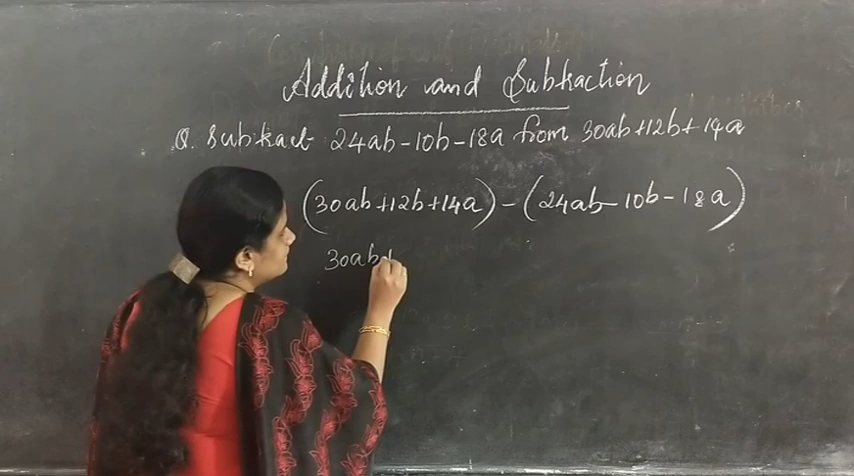 Addition and Subtraction
Q. Subtract 24ab-10b-18a from 30ab+12b+14a
(30ab+12b+14a)-(24ab-10b-18a)
30ab+